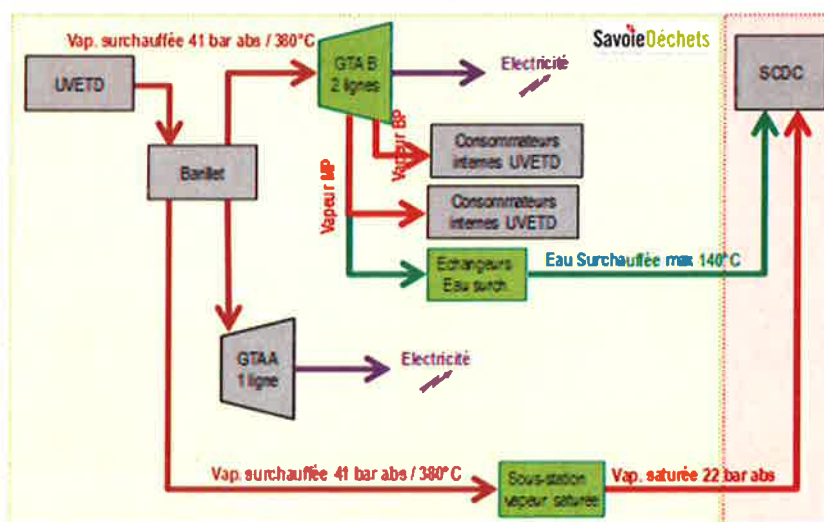 Vap. surchauffée 41 bar abs / 380°C
SavoieDéchets
UVETD
GTA B
2 lignes
Electricité
SCDC
Barillet
Vapeur BP
Consommateurs
internes UVETD
Vapeur MP
Consommateurs
internes UVETD
Echangeurs
Eau surch.
Eau Surchauffée max 140°C
GTA A
1 ligne
Electricité
Vap. surchauffée 41 bar abs / 380°C
Sous-station
vapeur saturée
Vap. saturée 22 bar abs